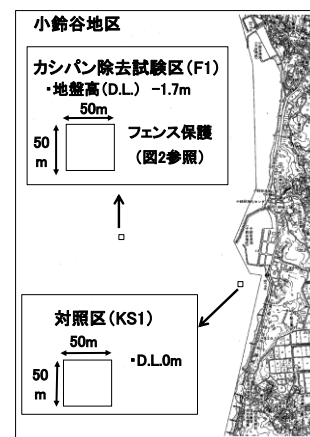 小鈴谷地区
カシパン除去試験区(F1)
・地盤高(D.L.) -1.7m
50m
50
m
フェンス保護
(図2参照)
対照区(KS1)
50m
50
m
・D.L.0m